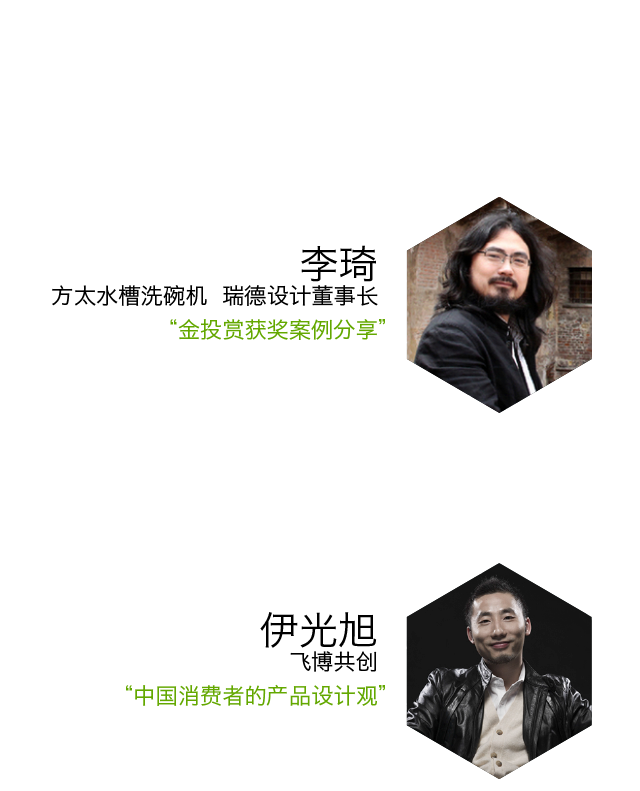 李琦
方太水槽洗碗机 瑞德设计董事长
“金投赏获奖案例分享”
伊光旭
飞博共创
“中国消费者的产品设计观”